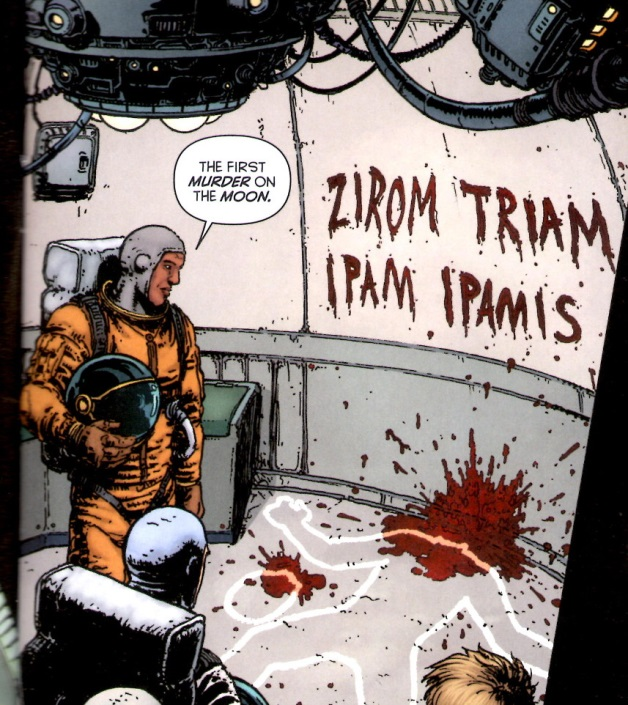 THE FIRST
MURDER ON
THE MOON.
ZIROM TRIAM
IPAM IPAMIS